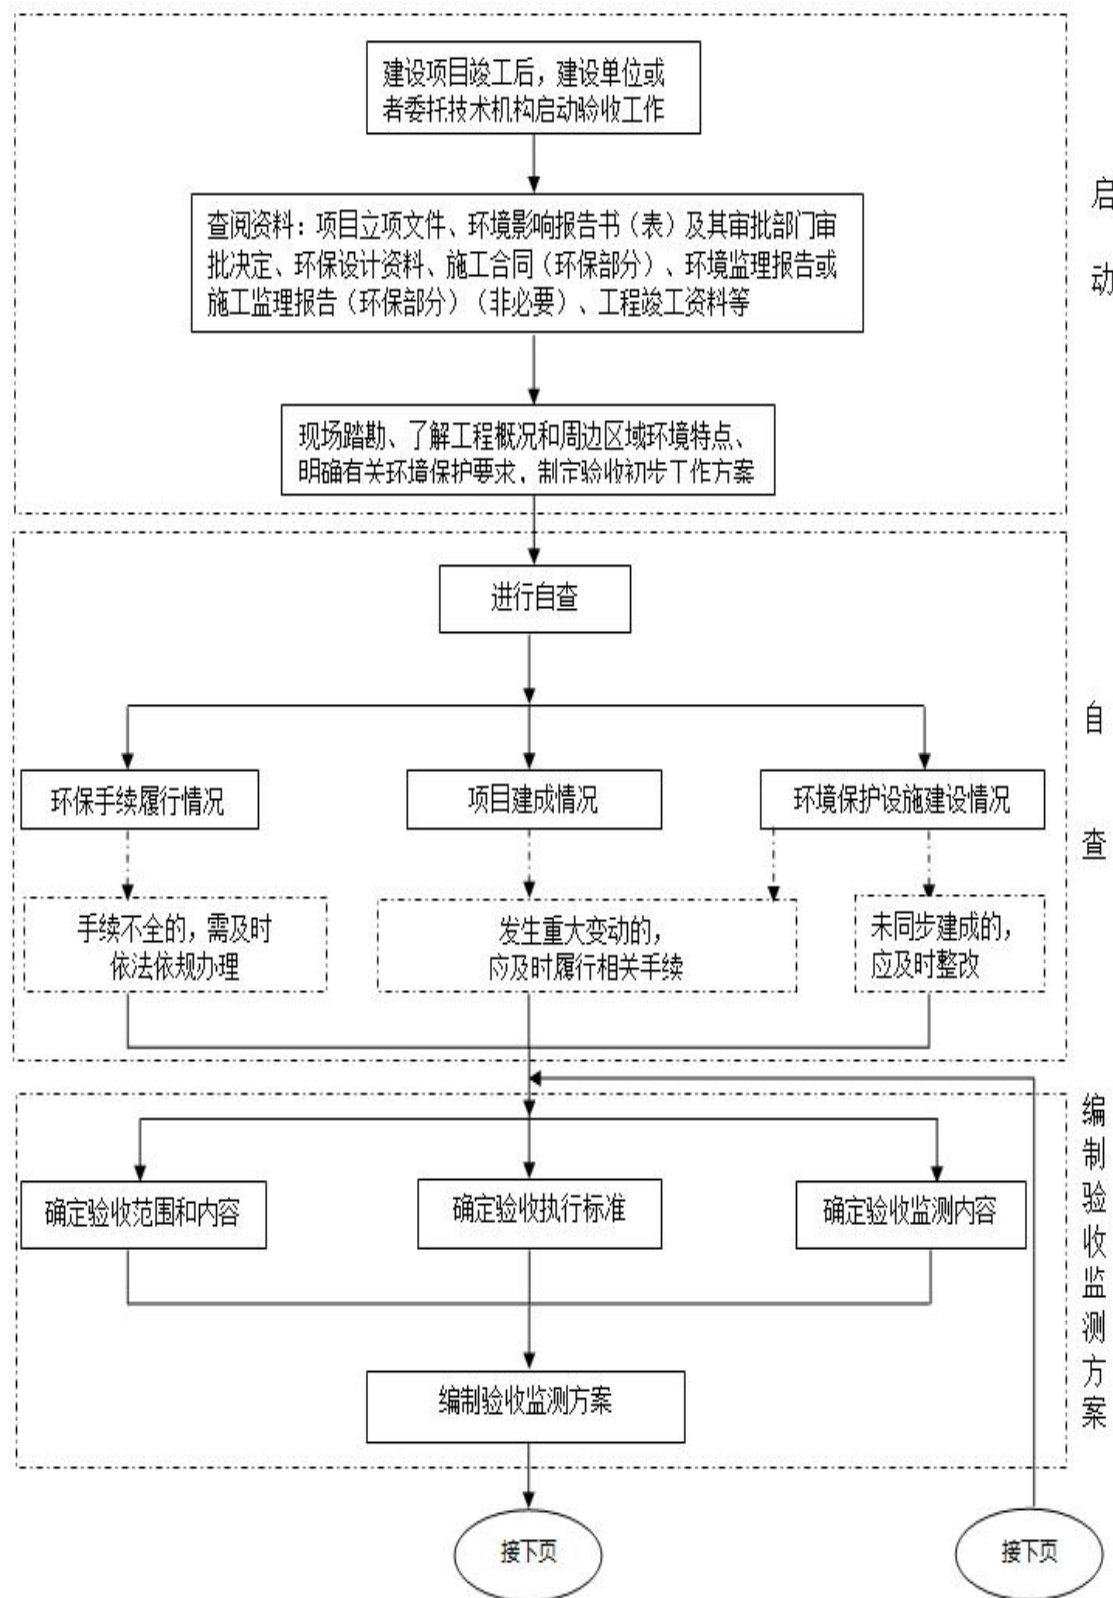 建设项目竣工后，建设单位或
者委托技术机构启动验收工作
查阅资料：项目立项文件、环境影响报告书（表）及其审批部门审
批决定、环保设计资料、施工合同（环保部分）、环境监理报告或
施工监理报告（环保部分）（非必要）、工程竣工资料等
现场踏勘、了解工程概况和周边区域环境特点、
明确有关环境保护要求，制定验收初步工作方案
启动
进行自查
环保手续履行情况
项目建成情况
环境保护设施建设情况
手续不全的，需及时
依法依规办理
发生重大变动的，
应及时履行相关手续
未同步建成的，
应及时整改
自查
确定验收范围和内容
确定验收执行标准
确定验收监测内容
编制验收监测方案
编制验收监测方案
接下页
接下页